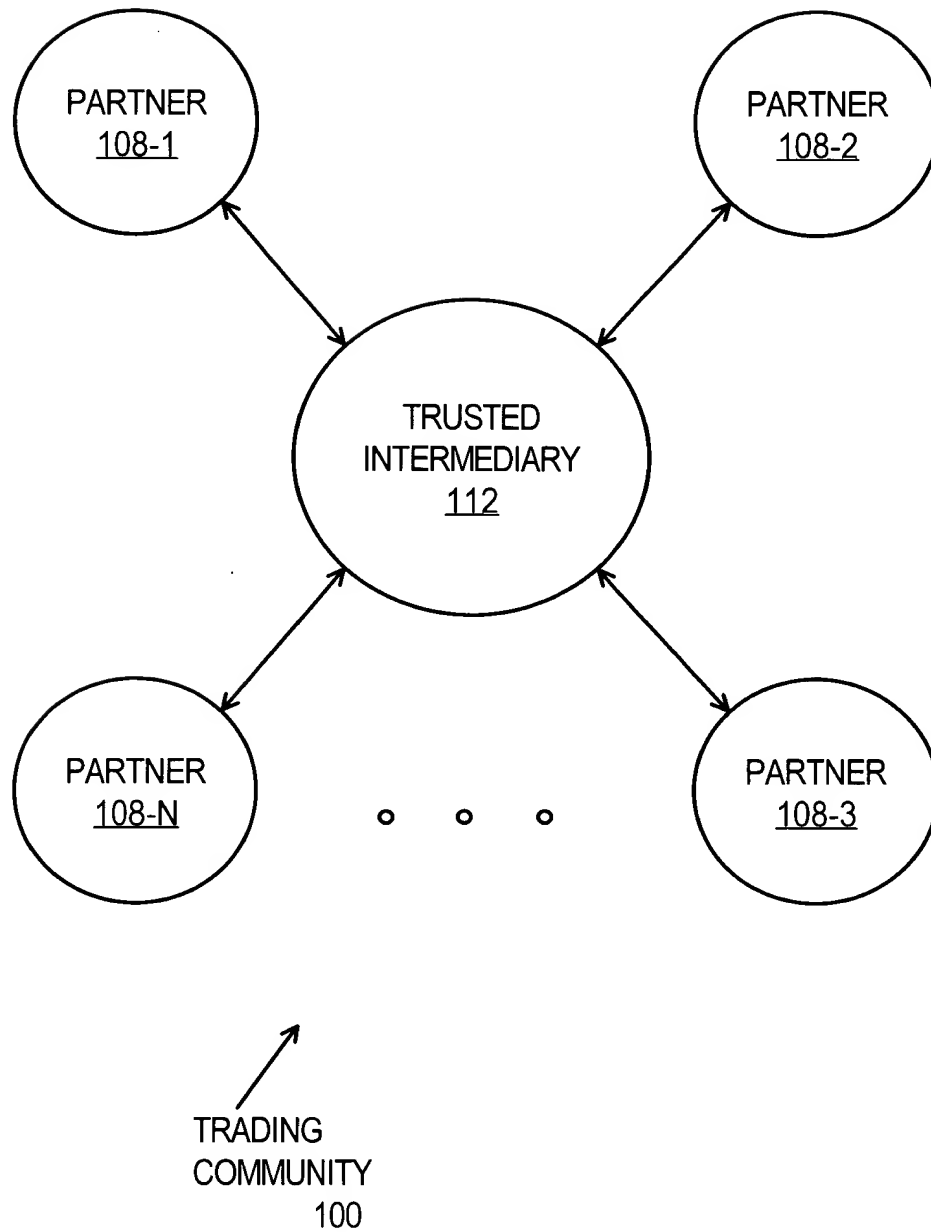 PARTNER
108-1
PARTNER
108-2
TRUSTED
INTERMEDIARY
112
PARTNER
108-N
PARTNER
108-3
TRADING
COMMUNITY
100